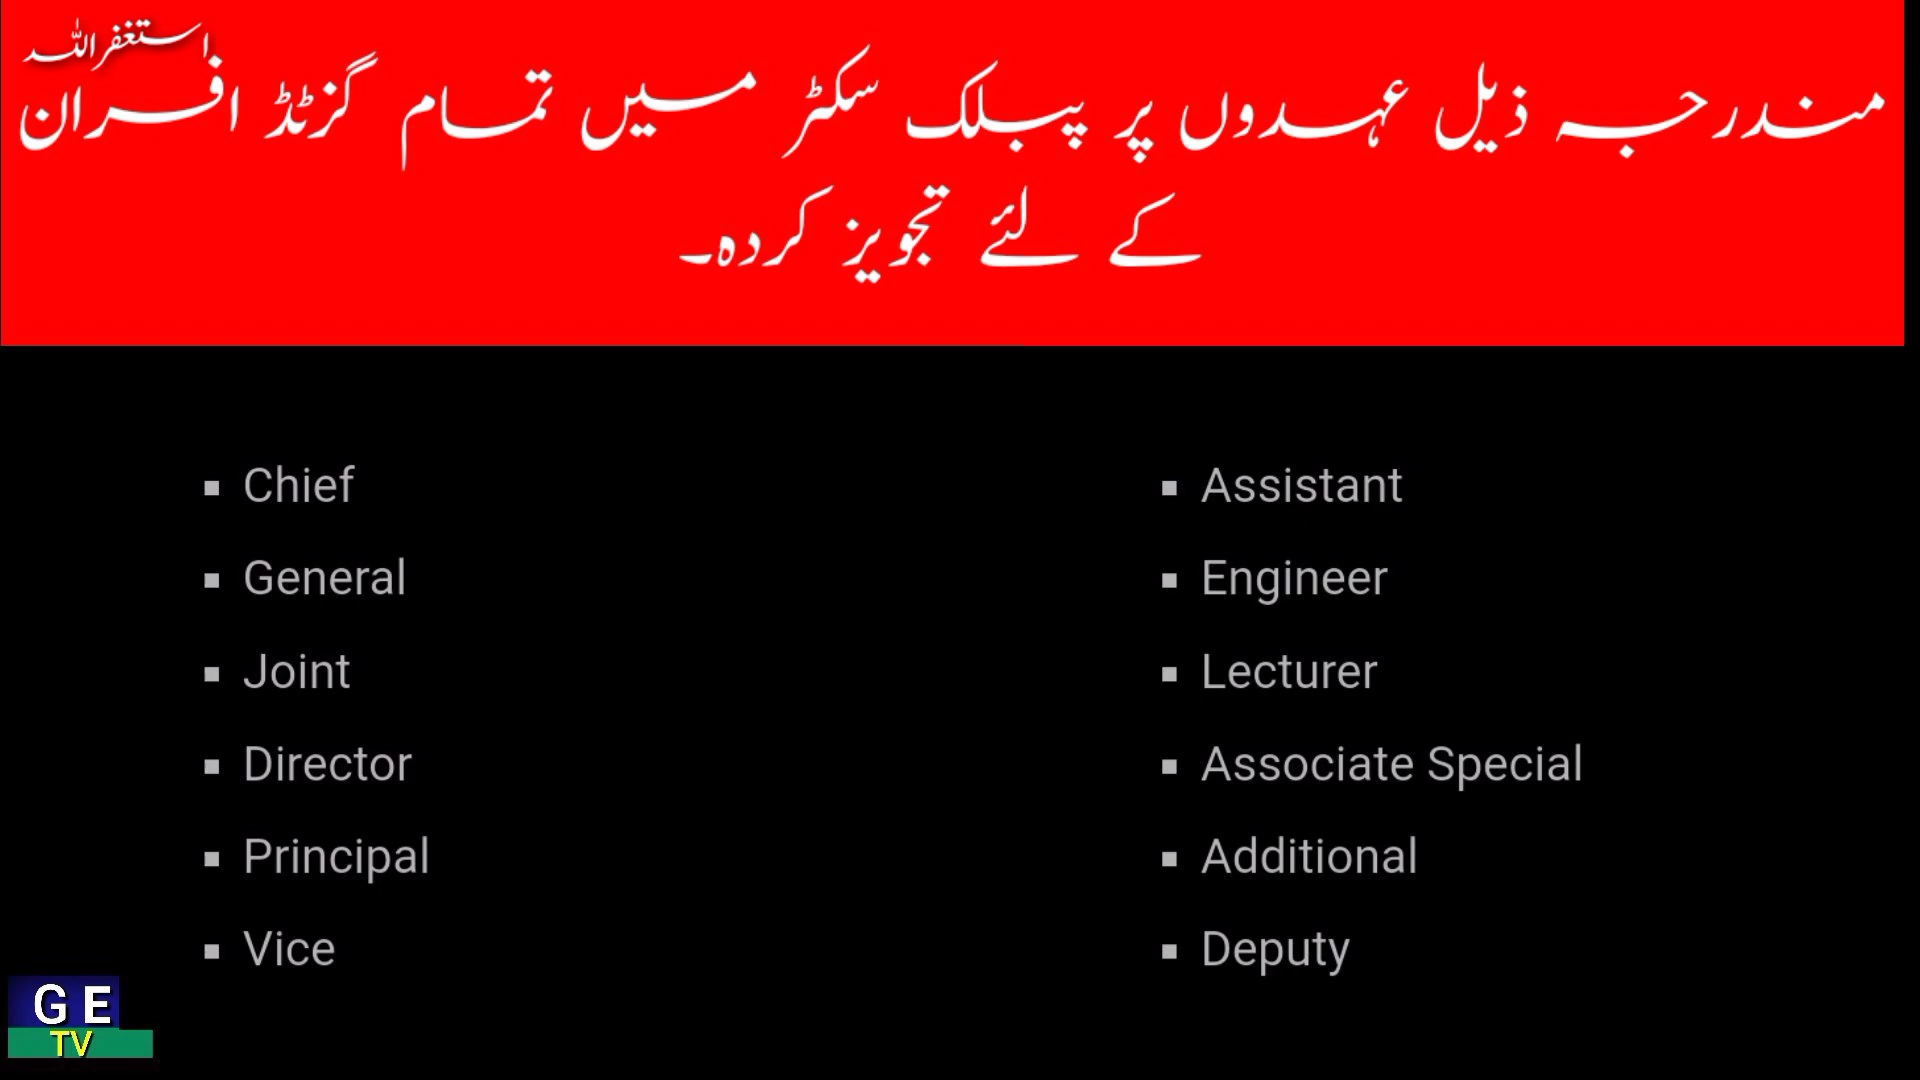 استغفراللہ
مندرجہ ذیل عہدوں پر پبلک سکٹر میں تمام گزٹڈ افسران
کے لئے تجویز کردہ۔
Chief
General
Joint
Director
Principal
Vice
Assistant
Engineer
Lecturer
Associate Special
Additional
Deputy
G E
TV